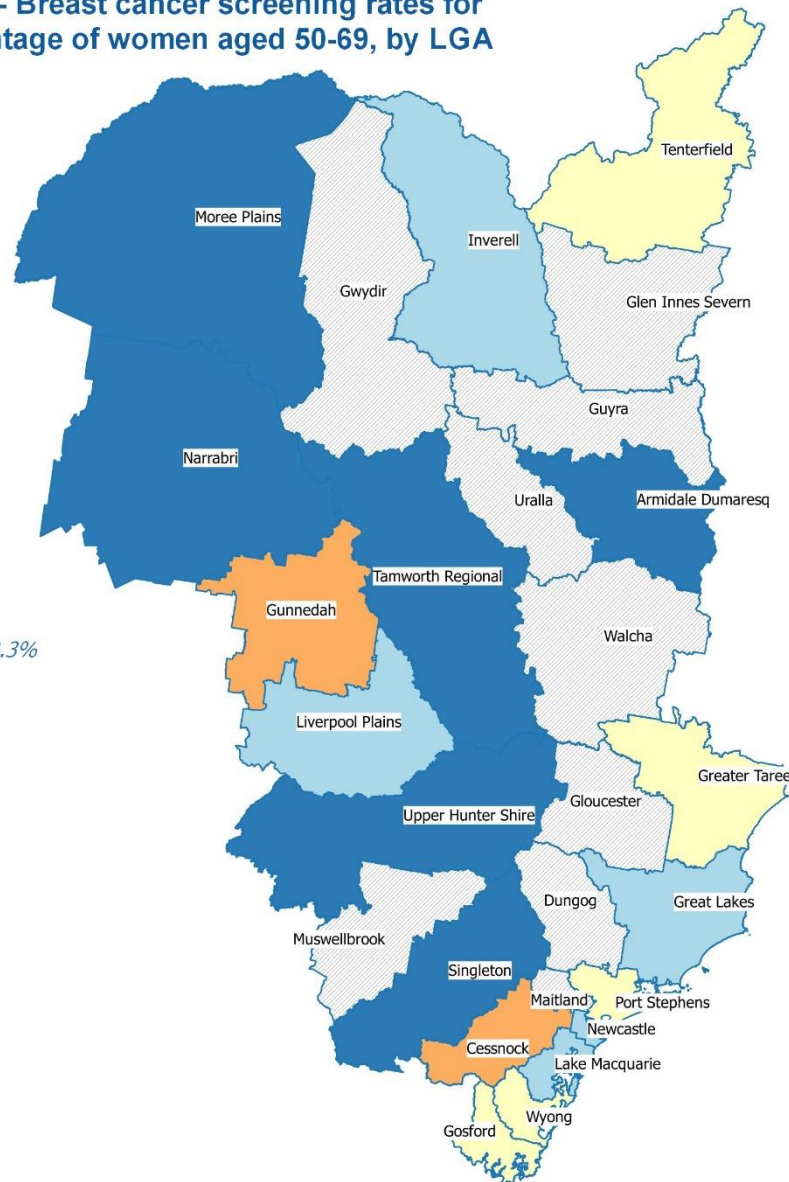 - Breast cancer screening rates for
ntage of women aged 50-69, by LGA
Tenterfield
Moree Plains
Inverell
Gwydir
Glen Innes Severn
Guyra
Narrabri
Uralla
Armidale Dumaresq
Tamworth Regional
Gunnedah
Walcha
.3%
Liverpool Plains
Greater Taree
Gloucester
Upper Hunter Shire
Dungog
Great Lakes
Muswellbrook
Singleton
Maitland
Port Stephens
Newcastle
Cessnock
Lake Macquarie
Wyong
Gosford